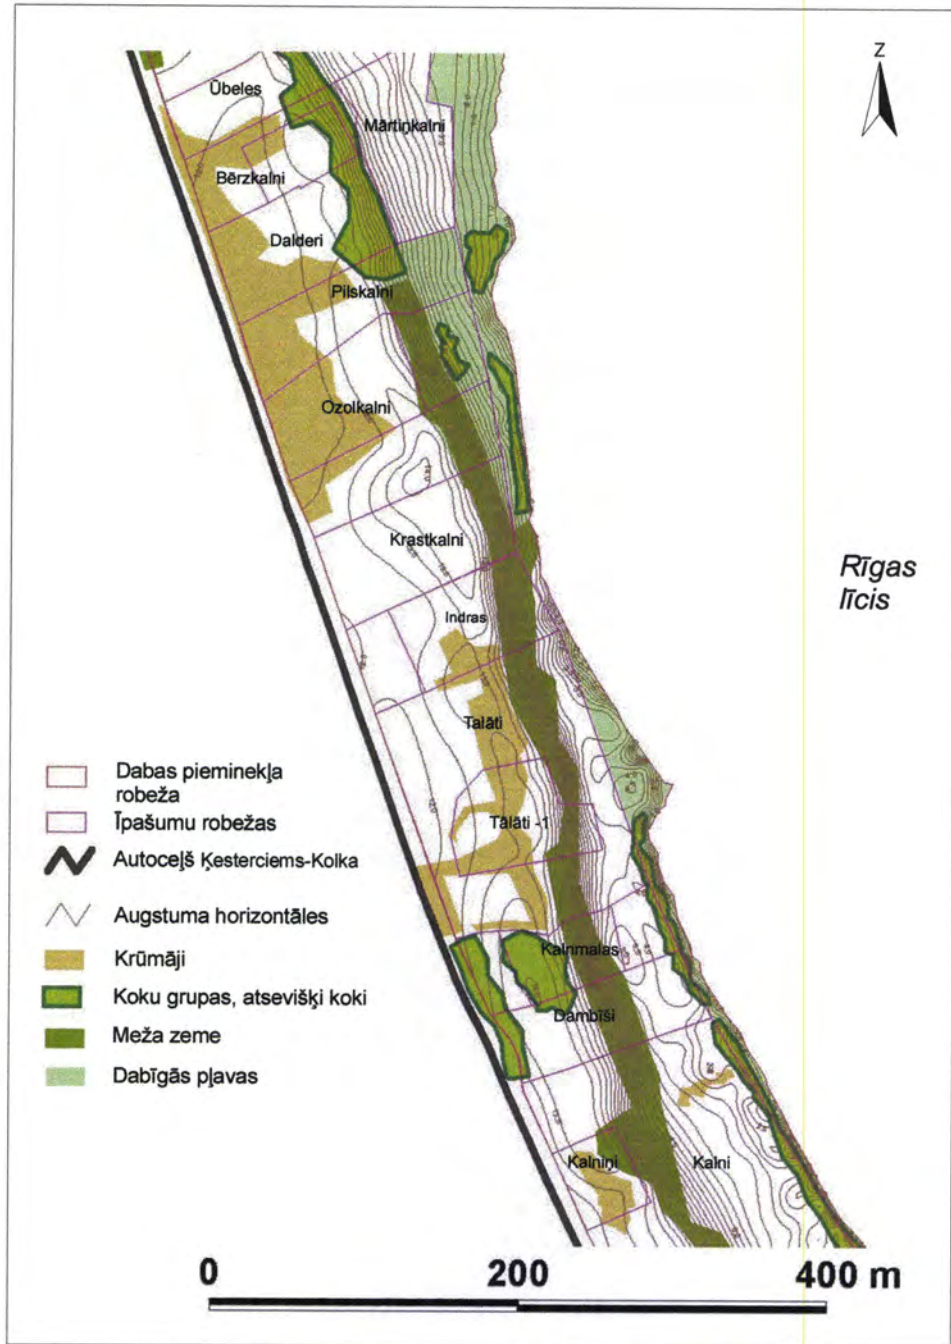 Z
Ūbeles
Mārtiņkalni
Bērzkalni
Dalderi
Pilskalni
Ozolkalni
Krastkalni
Rīgas
līcis
Indras
Talāti
Tālāti -1
Kalnmalas
Dambīši
Kalniņi
Kalni
Dabas pieminekļa
robeža
Īpašumu robežas
Autoceļš Ķesterciems-Kolka
Augstuma horizontāles
Krūmāji
Koku grupas, atsevišķi koki
Meža zeme
Dabīgās pļavas
0 200 400 m